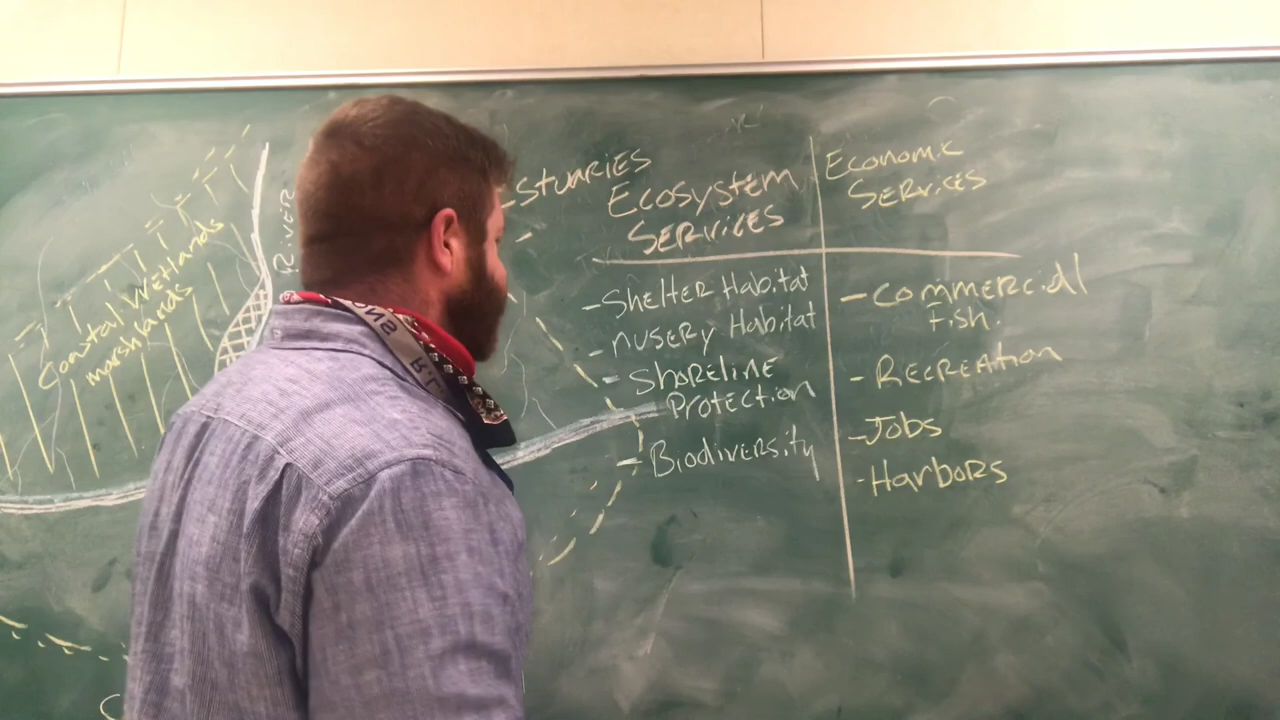 Coastal Wetlands
marshlands
RIVER
ESTUARIES
Ecosystem
Services
Economic
Services
- Shelter Habitat
- nusery Habitat
- Shoreline
Protection
- Biodiversity
- Commercial
Fish.
- Recreation
- Jobs
- Harbors